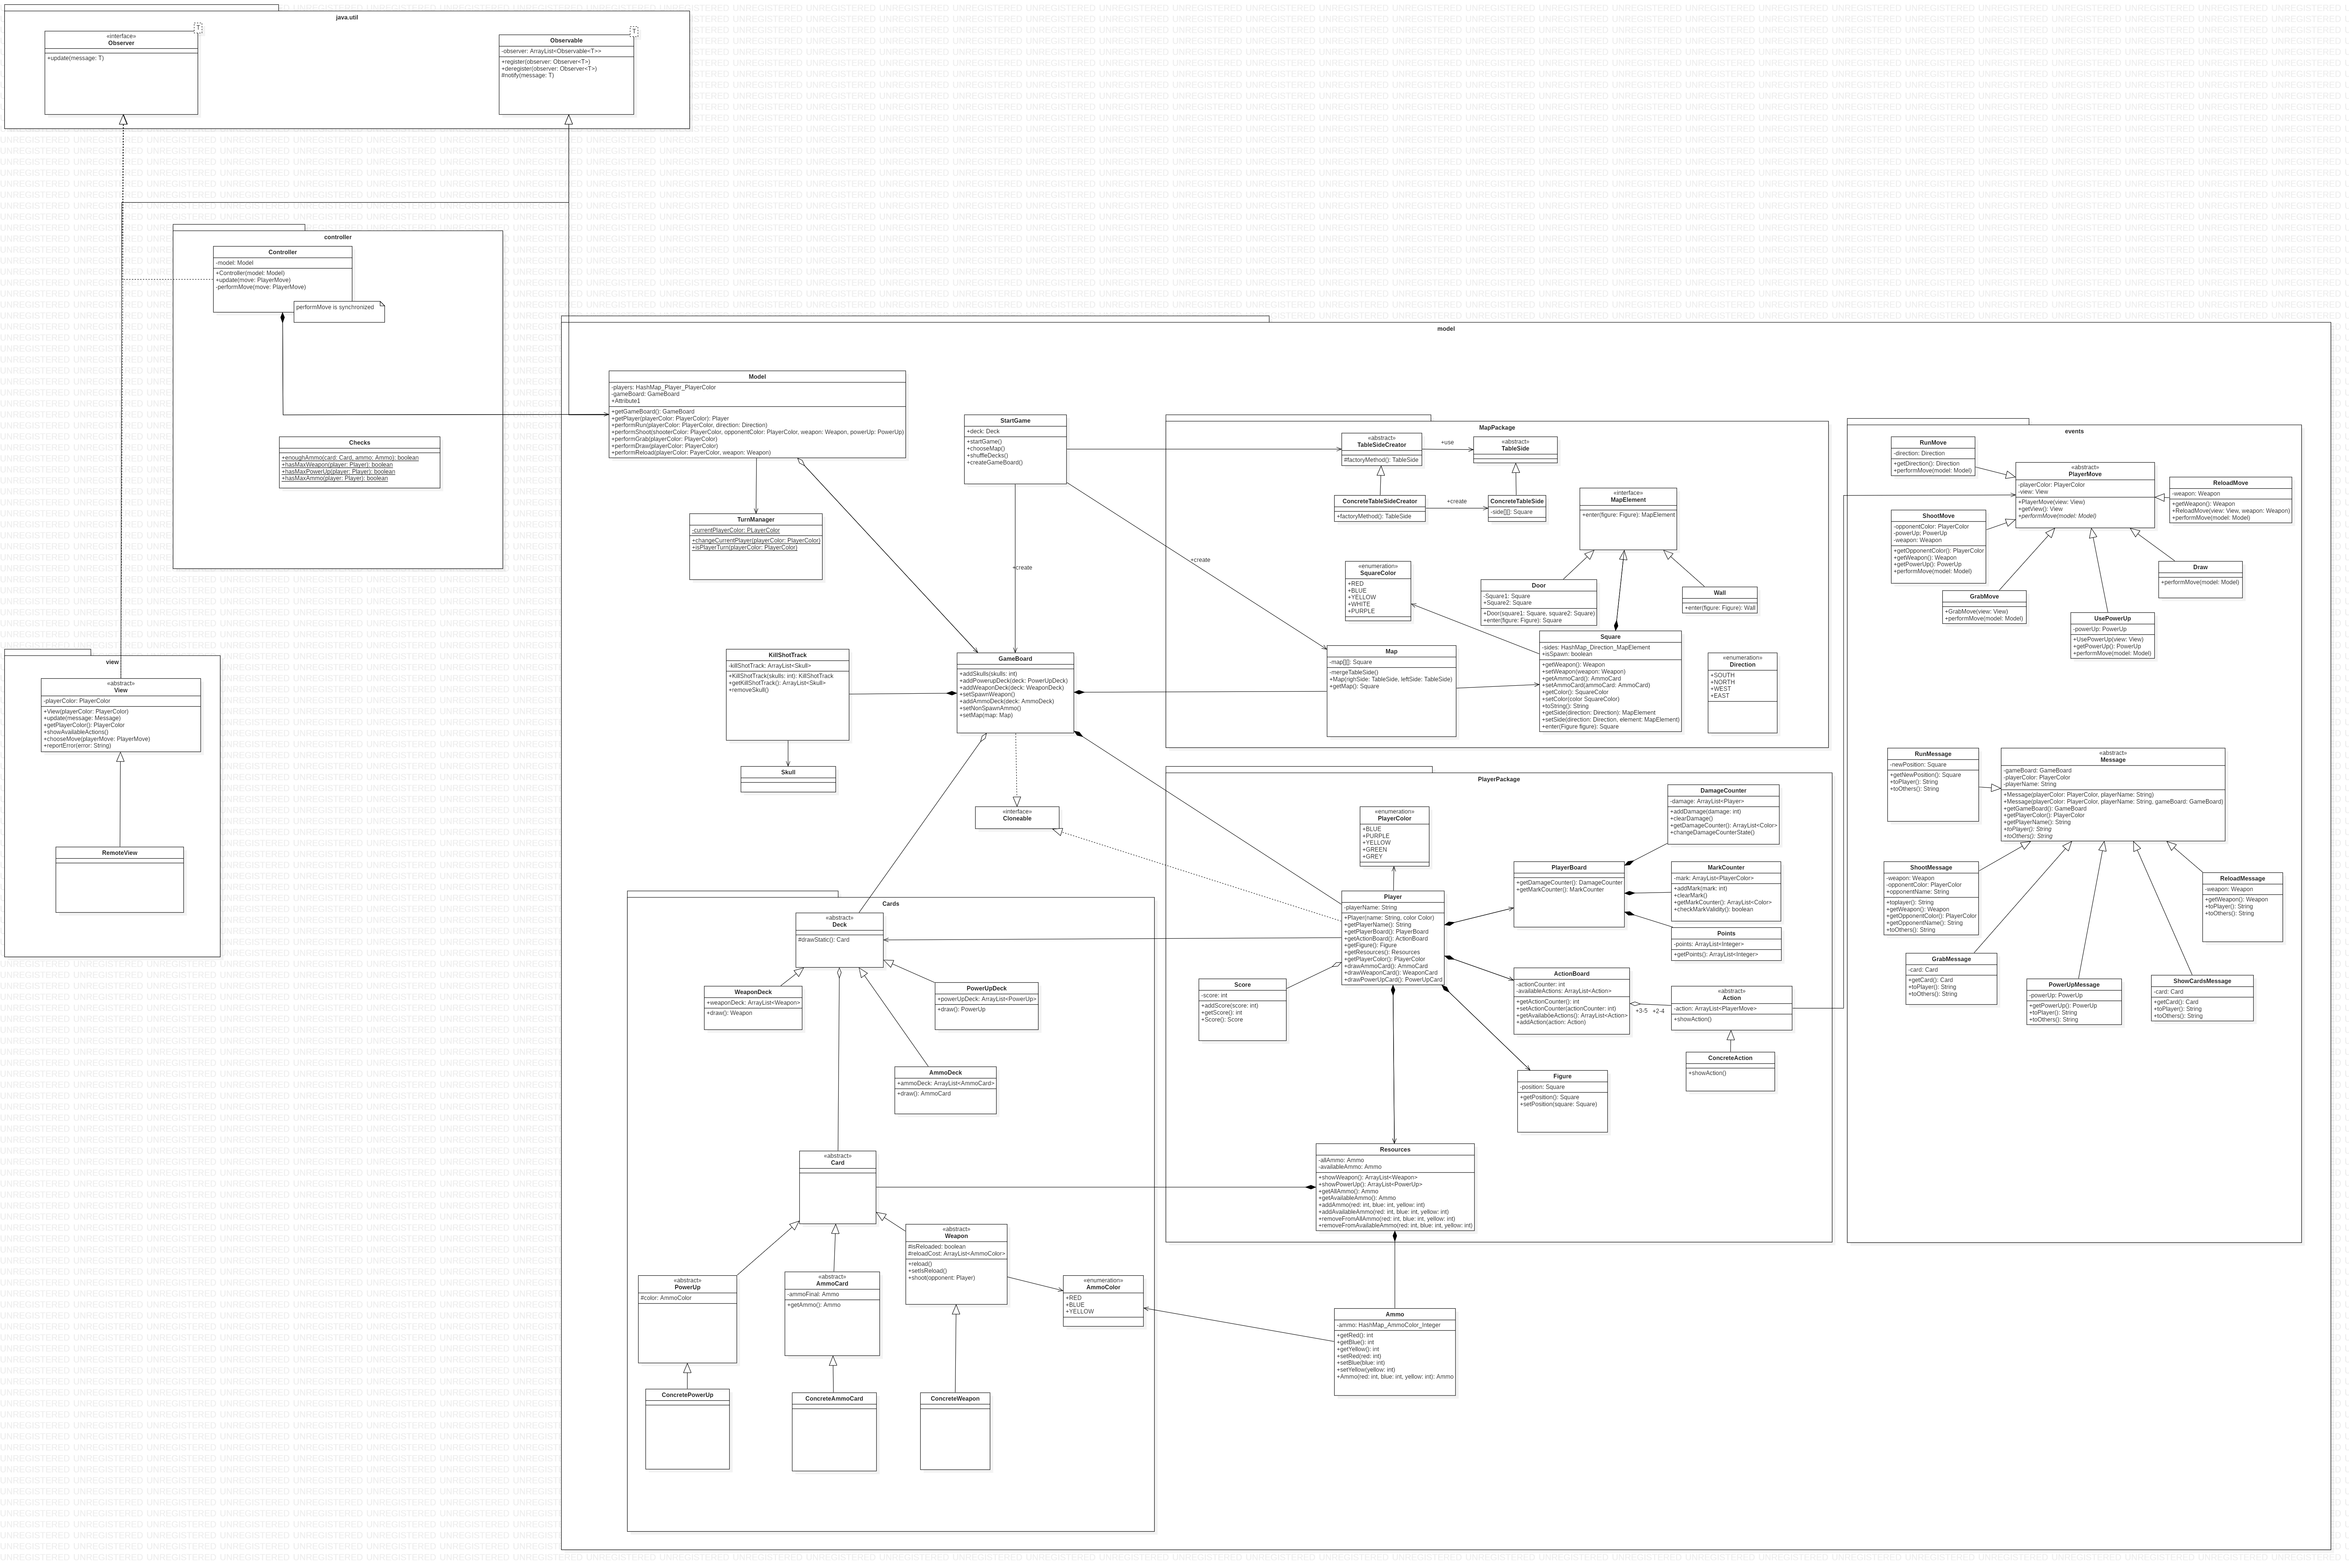 java.util
«interface»
Observer
T
+update(message: T)
Observable
T
-observer: ArrayList<Observable<T>>
+register(observer: Observer<T>)
+deregister(observer: Observer<T>)
#notify(message: T)
controller
Controller
-model: Model
+Controller(model: Model)
+update(move: PlayerMove)
-performMove(move: PlayerMove)
performMove is synchronized
Checks
+enoughAmmo(card: Card, ammo: Ammo): boolean
+hasMaxWeapon(player: Player): boolean
+hasMaxPowerUp(player: Player): boolean
+hasMaxAmmo(player: Player): boolean
view
«abstract»
View
-playerColor: PlayerColor
+View(playerColor: PlayerColor)
+update(message: Message)
+getPlayerColor(): PlayerColor
+showAvailableActions()
+chooseMove(playerMove: PlayerMove)
+reportError(error: String)
RemoteView
model
Model
-players: HashMap_Player_PlayerColor
-gameBoard: GameBoard
+Attribute1
+getGameBoard(): GameBoard
+getPlayer(playerColor: PlayerColor): Player
+performRun(playerColor: PlayerColor, direction: Direction)
+performShoot(shooterColor: PlayerColor, opponentColor: PlayerColor, weapon: Weapon, powerUp: PowerUp)
+performGrab(playerColor: PlayerColor)
+performDraw(playerColor: PlayerColor)
+performReload(playerColor: PayerColor, weapon: Weapon)
TurnManager
-currentPlayerColor: PLayerColor
+changeCurrentPlayer(playerColor: PlayerColor)
+isPlayerTurn(playerColor: PlayerColor)
StartGame
+deck: Deck
+startGame()
+chooseMap()
+shuffleDecks()
+createGameBoard()
+create
+create
KillShotTrack
-killShotTrack: ArrayList<Skull>
+KillShotTrack(skulls: int): KillShotTrack
+getKillShotTrack(): ArrayList<Skull>
+removeSkull()
Skull
GameBoard
+addSkulls(skulls: int)
+addPowerupDeck(deck: PowerUpDeck)
+addWeaponDeck(deck: WeaponDeck)
+setSpawnWeapon()
+addAmmoDeck(deck: AmmoDeck)
+setNonSpawnAmmo()
+setMap(map: Map)
«interface»
Cloneable
MapPackage
«abstract»
TableSideCreator
#factoryMethod(): TableSide
+use
«abstract»
TableSide
ConcreteTableSideCreator
+factoryMethod(): TableSide
+create
ConcreteTableSide
-side[][]: Square
«interface»
MapElement
+enter(figure: Figure): MapElement
«enumeration»
SquareColor
+RED
+BLUE
+YELLOW
+WHITE
+PURPLE
Door
-Square1: Square
+Square2: Square
+Door(square1: Square, square2: Square)
+enter(figure: Figure): Square
Wall
+enter(figure: Figure): Wall
Map
-map[][]: Square
-mergeTableSide()
+Map(righSide: TableSide, leftSide: TableSide)
+getMap(): Square
Square
-sides: HashMap_Direction_MapElement
+isSpawn: boolean
+getWeapon(): Weapon
+setWeapon(weapon: Weapon)
+getAmmoCard(): AmmoCard
+setAmmoCard(ammoCard: AmmoCard)
+getColor(): SquareColor
+setColor(color SquareColor)
+toString(): String
+getSide(direction: Direction): MapElement
+setSide(direction: Direction, element: MapElement)
+enter(Figure figure): Square
«enumeration»
Direction
+SOUTH
+NORTH
+WEST
+EAST
events
RunMove
-direction: Direction
+getDirection(): Direction
+performMove(model: Model)
«abstract»
PlayerMove
-playerColor: PlayerColor
-view: View
+PlayerMove(view: View)
+getView(): View
+performMove(model: Model)
ReloadMove
-weapon: Weapon
+getWeapon(): Weapon
+ReloadMove(view: View, weapon: Weapon)
+performMove(model: Model)
ShootMove
-opponentColor: PlayerColor
-powerUp: PowerUp
-weapon: Weapon
+getOpponentColor(): PlayerColor
+getWeapon(): Weapon
+getPowerUp(): PowerUp
+performMove(model: Model)
Draw
+performMove(model: Model)
GrabMove
+GrabMove(view: View)
+performMove(model: Model)
UsePowerUp
-powerUp: PowerUp
+UsePowerUp(view: View)
+getPowerUp(): PowerUp
+performMove(model: Model)
RunMessage
-newPosition: Square
+getNewPosition(): Square
+toPlayer(): String
+toOthers(): String
«abstract»
Message
-gameBoard: GameBoard
-playerColor: PlayerColor
-playerName: String
+Message(playerColor: PlayerColor, playerName: String)
+Message(playerColor: PlayerColor, playerName: String, gameBoard: GameBoard)
+getGameBoard(): GameBoard
+getPlayerColor(): PlayerColor
+getPlayerName(): String
+toPlayer(): String
+toOthers(): String
ShootMessage
-weapon: Weapon
-opponentColor: PlayerColor
+opponentName: String
+toplayer(): String
+getWeapon(): Weapon
+getOpponentColor(): PlayerColor
+getOpponentName(): String
+toOthers(): String
ReloadMessage
-weapon: Weapon
+getWeapon(): Weapon
+toPlayer(): String
+toOthers(): String
GrabMessage
-card: Card
+getCard(): Card
+toPlayer(): String
+toOthers(): String
PowerUpMessage
-powerUp: PowerUp
+getPowerUp(): PowerUp
+toPlayer(): String
+toOthers(): String
ShowCardsMessage
-card: Card
+getCard(): Card
+toPlayer(): String
+toOthers(): String
PlayerPackage
«enumeration»
PlayerColor
+BLUE
+PURPLE
+YELLOW
+GREEN
+GREY
DamageCounter
-damage: ArrayList<Player>
+addDamage(damage: int)
+clearDamage()
+getDamageCounter(): ArrayList<Color>
+changeDamageCounterState()
PlayerBoard
+getDamageCounter(): DamageCounter
+getMarkCounter(): MarkCounter
MarkCounter
-mark: ArrayList<PlayerColor>
+addMark(mark: int)
+clearMark()
+getMarkCounter: ArrayList<Color>
+checkMarkValidity(): boolean
Points
-points: ArrayList<Integer>
+getPoints(): ArrayList<Integer>
Player
-playerName: String
+Player(name: String, color Color)
+getPlayerName(): String
+getPlayerBoard(): PlayerBoard
+getActionBoard(): ActionBoard
+getFigure(): Figure
+getResources(): Resources
+getPlayerColor(): PlayerColor
+drawAmmoCard(): AmmoCard
+drawWeaponCard(): WeaponCard
+drawPowerUpCard(): PowerUpCard
Score
-score: int
+addScore(score: int)
+getScore(): int
+Score(): Score
ActionBoard
-actionCounter: int
-availableActions: ArrayList<Action>
+getActionCounter(): int
+setActionCounter(actionCounter: int)
+getAvailaböeActions(): ArrayList<Action>
+addAction(action: Action)
+3-5
+2-4
«abstract»
Action
-action: ArrayList<PlayerMove>
+showAction()
ConcreteAction
+showAction()
Figure
-position: Square
+getPosition(): Square
+setPosition(square: Square)
Resources
-allAmmo: Ammo
-availableAmmo: Ammo
+showWeapon(): ArrayList<Weapon>
+showPowerUp(): ArrayList<PowerUp>
+getAllAmmo(): Ammo
+getAvailableAmmo(): Ammo
+addAmmo(red: int, blue: int, yellow: int)
+addAvailableAmmo(red: int, blue: int, yellow: int)
+removeFromAllAmmo(red: int, blue: int, yellow: int)
+removeFromAvailableAmmo(red: int, blue: int, yellow: int)
Ammo
-ammo: HashMap_AmmoColor_Integer
+getRed(): int
+getBlue(): int
+getYellow(): int
+setRed(red: int)
+setBlue(blue: int)
+setYellow(yellow: int)
+Ammo(red: int, blue: int, yellow: int): Ammo
Cards
«abstract»
Deck
#drawStatic(): Card
WeaponDeck
+weaponDeck: ArrayList<Weapon>
+draw(): Weapon
PowerUpDeck
+powerUpDeck: ArrayList<PowerUp>
+draw(): PowerUp
AmmoDeck
+ammoDeck: ArrayList<AmmoCard>
+draw(): AmmoCard
«abstract»
Card
«abstract»
Weapon
#isReloaded: boolean
#reloadCost: ArrayList<AmmoColor>
+reload()
+setIsReload()
+shoot(opponent: Player)
«abstract»
PowerUp
#color: AmmoColor
«abstract»
AmmoCard
-ammoFinal: Ammo
+getAmmo(): Ammo
«enumeration»
AmmoColor
+RED
+BLUE
+YELLOW
ConcretePowerUp
ConcreteAmmoCard
ConcreteWeapon